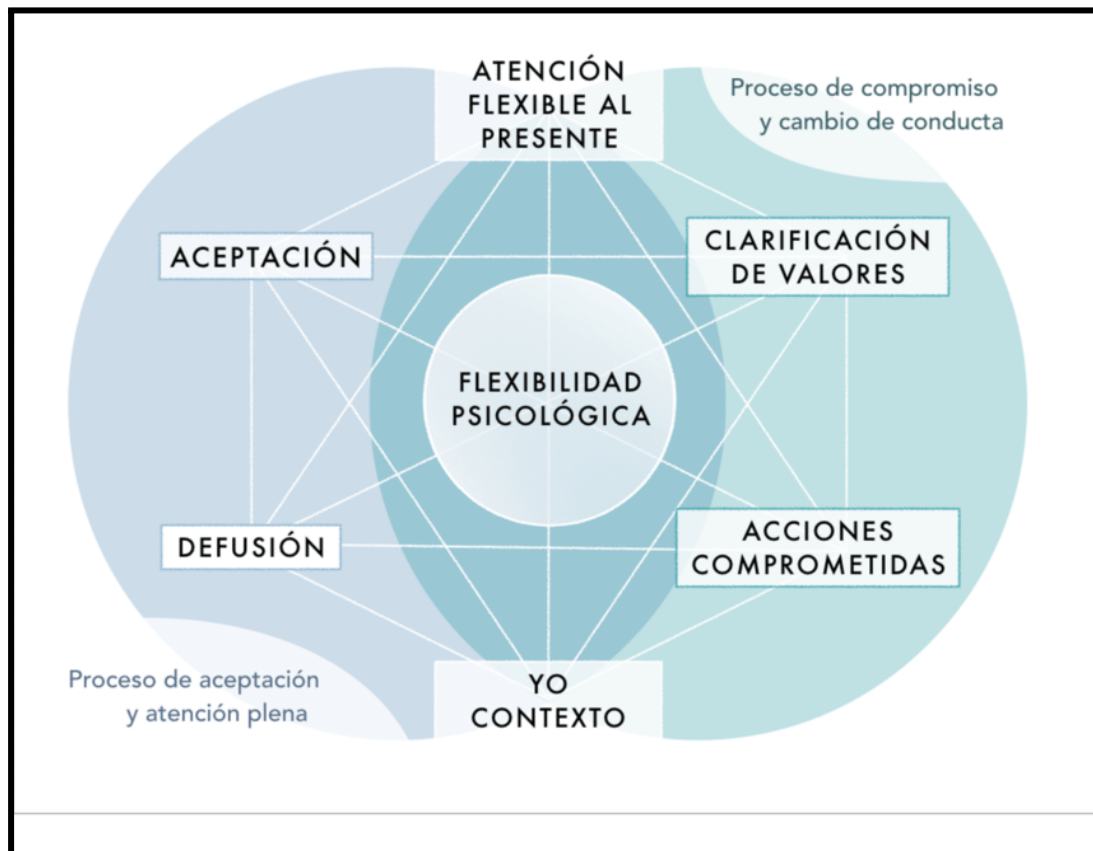 ATENCIÓN
FLEXIBLE AL
PRESENTE
Proceso de compromiso
y cambio de conducta
ACEPTACIÓN
CLARIFICACIÓN
DE VALORES
FLEXIBILIDAD
PSICOLÓGICA
DEFUSIÓN
ACCIONES
COMPROMETIDAS
Proceso de aceptación
y atención plena
YO
CONTEXTO